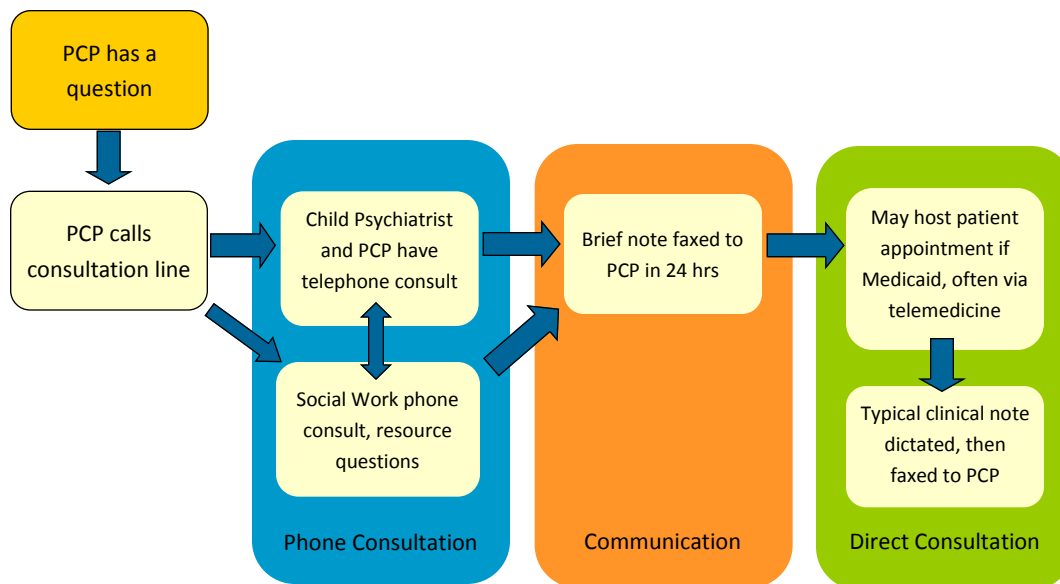 PCP has a
question
PCP calls
consultation line
Child Psychiatrist
and PCP have
telephone consult
Social Work phone
consult, resource
questions
Phone Consultation
Brief note faxed to
PCP in 24 hrs
Communication
May host patient
appointment if
Medicaid, often via
telemedicine
Typical clinical note
dictated, then
faxed to PCP
Direct Consultation